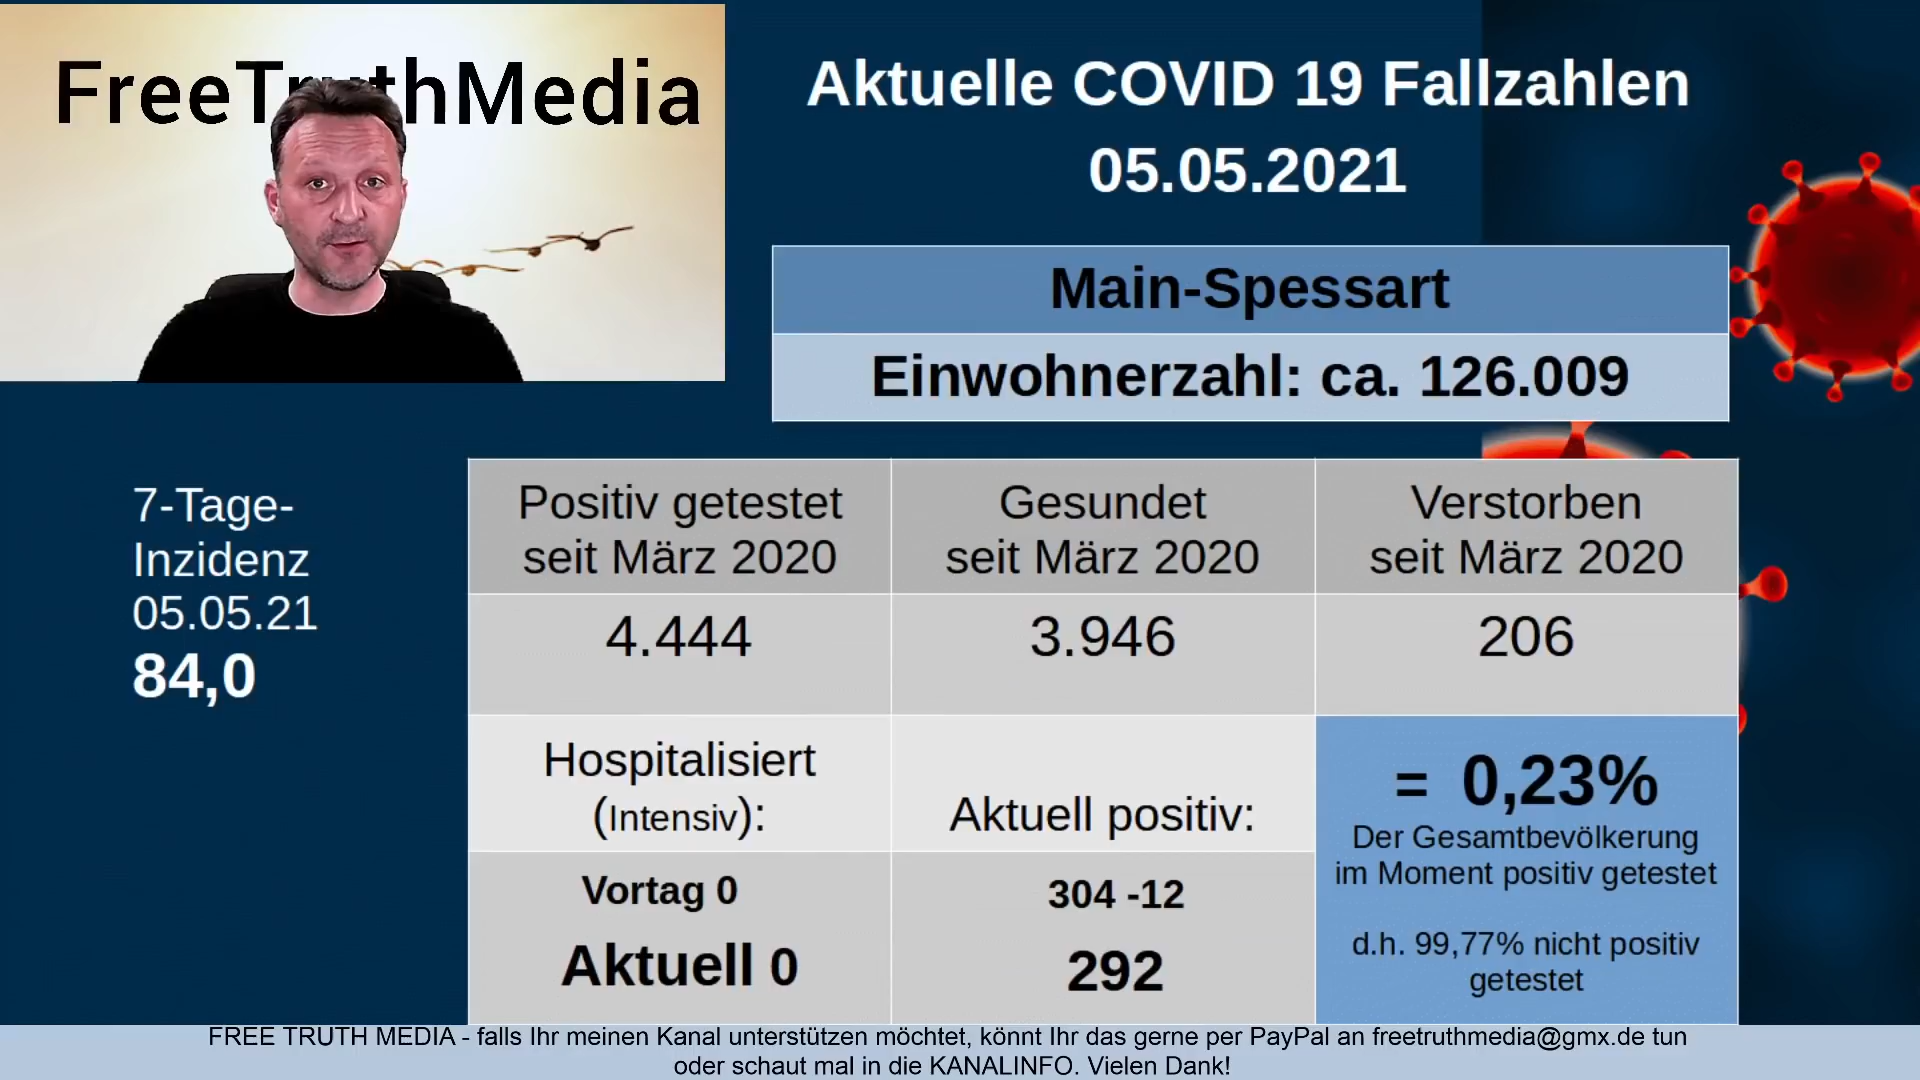 FreeTruthMedia
Aktuelle COVID 19 Fallzahlen
05.05.2021
Main-Spessart
Einwohnerzahl: ca. 126.009
7-Tage-
Inzidenz
05.05.21
84,0
Positiv getestet
seit März 2020
Gesundet
seit März 2020
Verstorben
seit März 2020
4.444
3.946
206
Hospitalisiert
(Intensiv):
Aktuell positiv:
= 0,23%
Der Gesamtbevölkerung
im Moment positiv getestet
d.h. 99,77% nicht positiv
getestet
Vortag 0
Aktuell 0
304 -12
292
FREE TRUTH MEDIA - falls Ihr meinen Kanal unterstützen möchtet, könnt Ihr das gerne per PayPal an freetruthmedia@gmx.de tun
oder schaut mal in die KANALINFO. Vielen Dank!